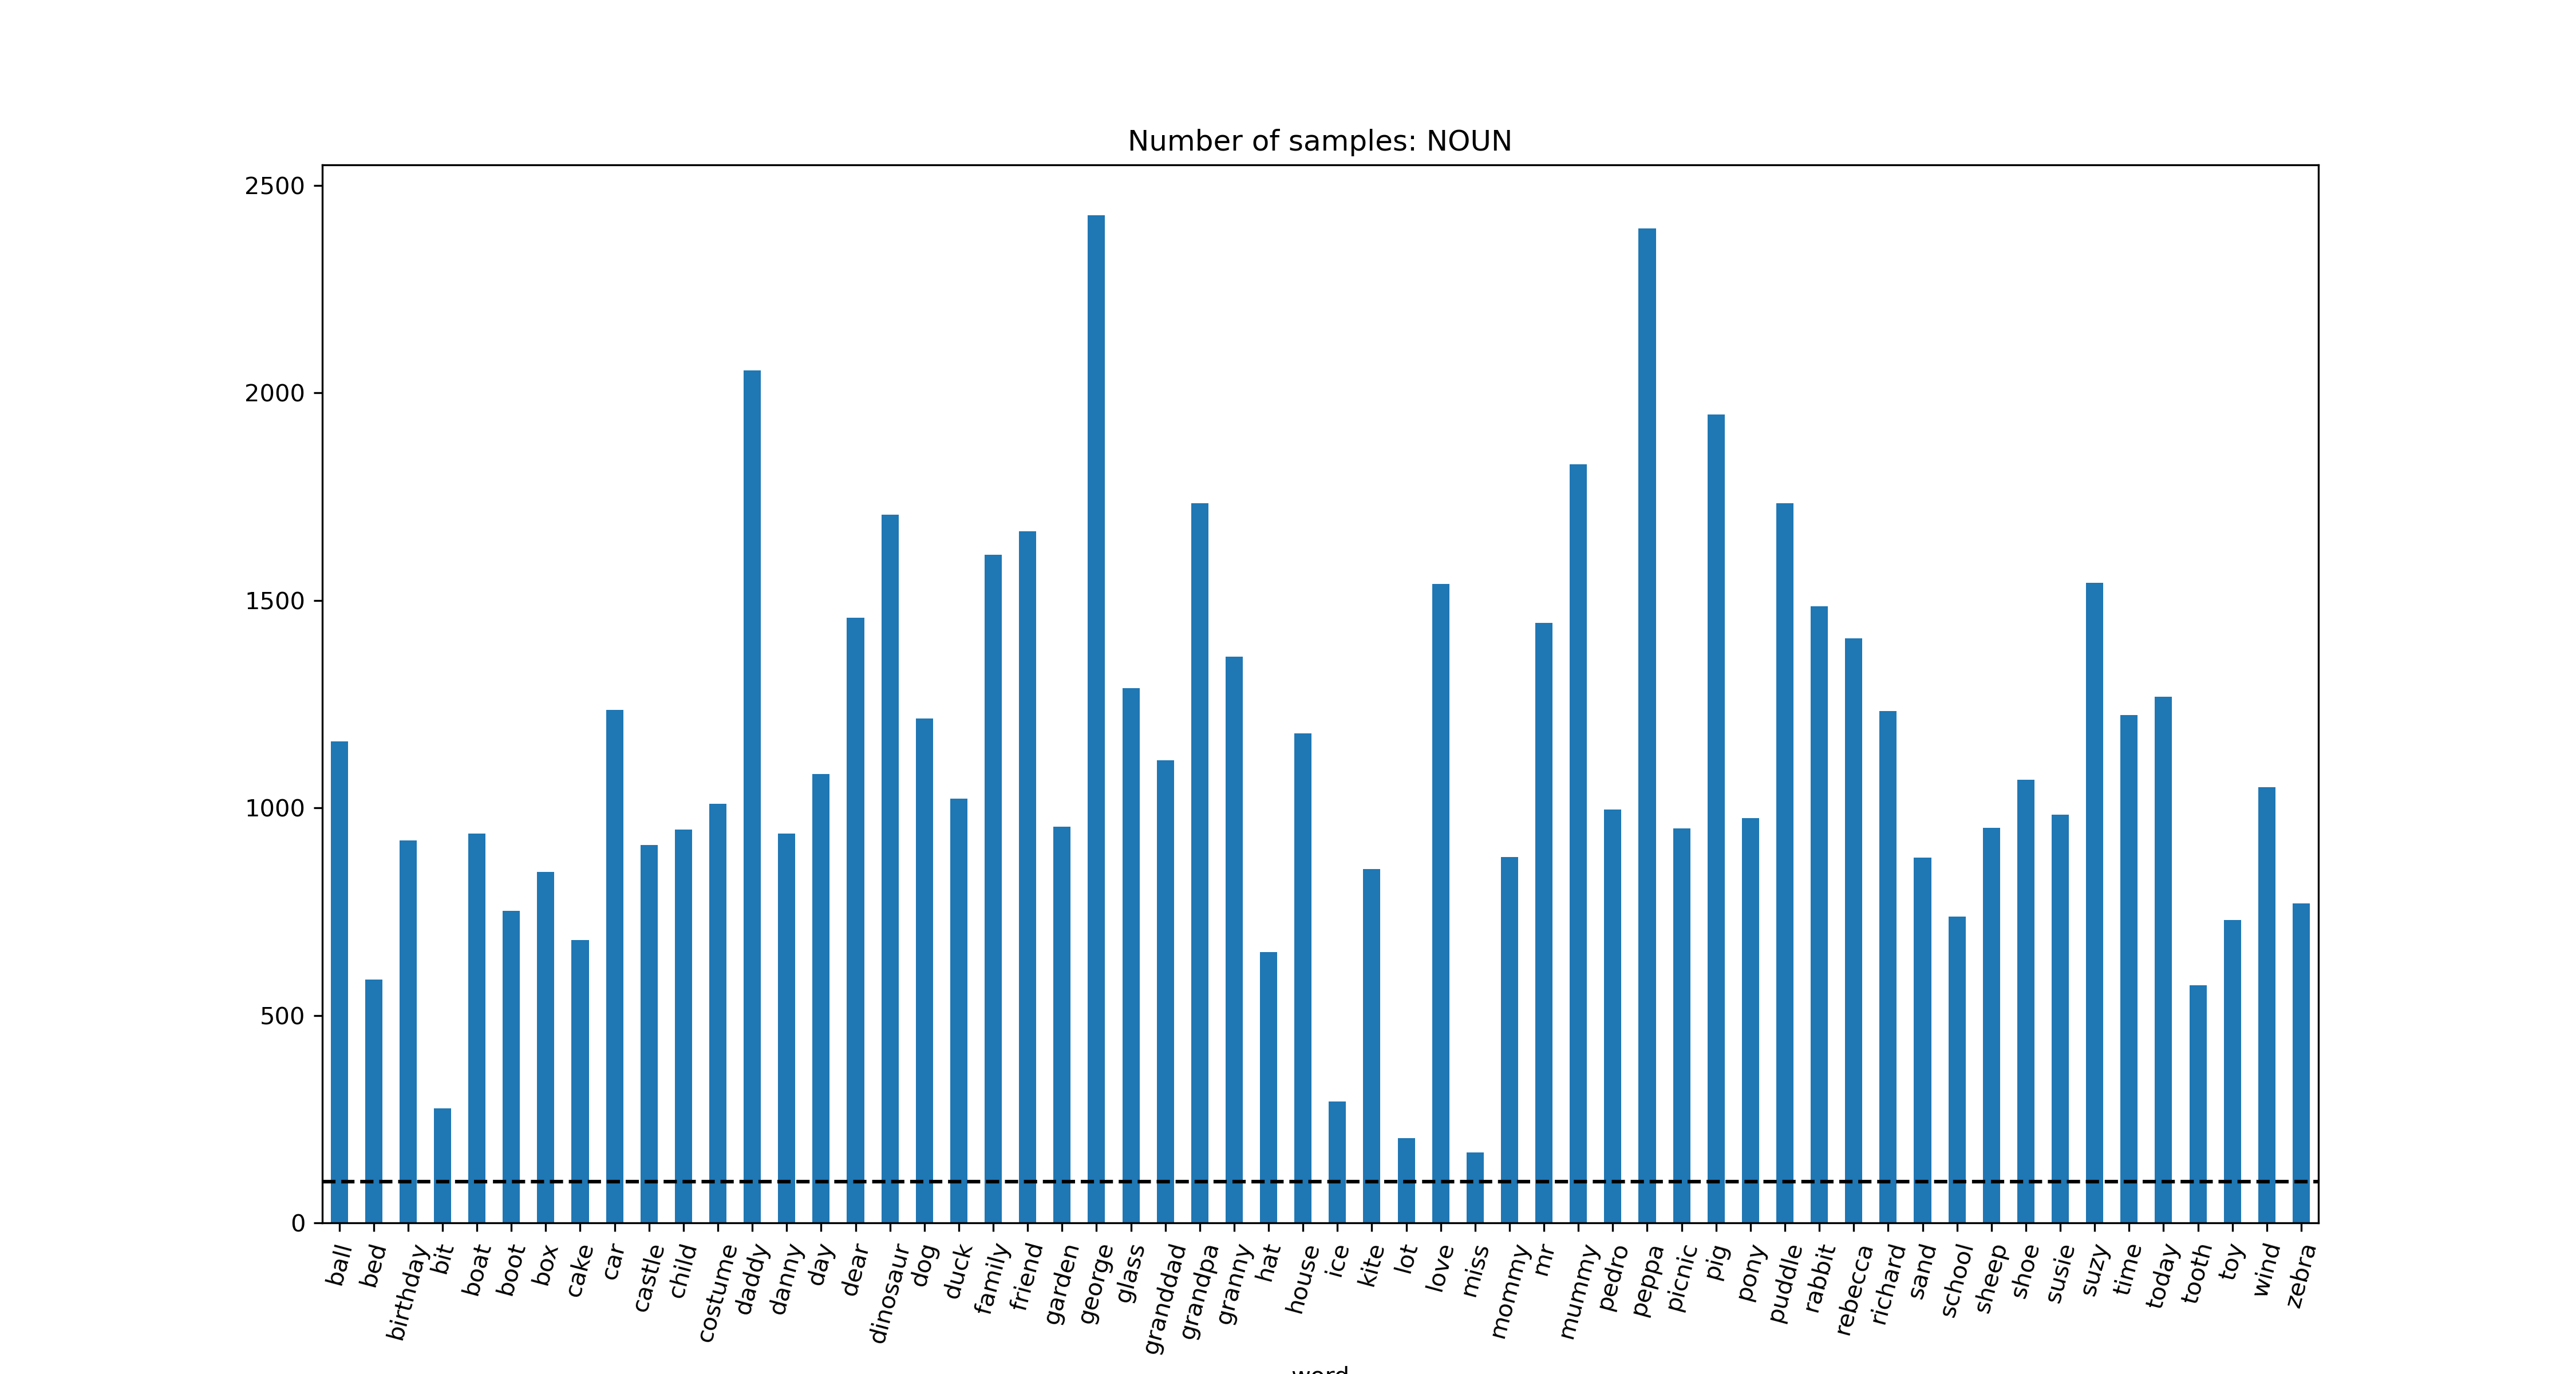 Number of samples: NOUN
2500
2000
1500
1000
500
0
ball bed birthday bit boat boot box cake car castle child costume daddy danny day dear dinosaur dog duck family friend garden george glass granddad grandpa granny hat house ice kite lot love miss mommy mr mummy pedro peppa picnic pig pony puddle rabbit rebecca richard sand school sheep shoe susie suzy time today tooth toy wind zebra
word